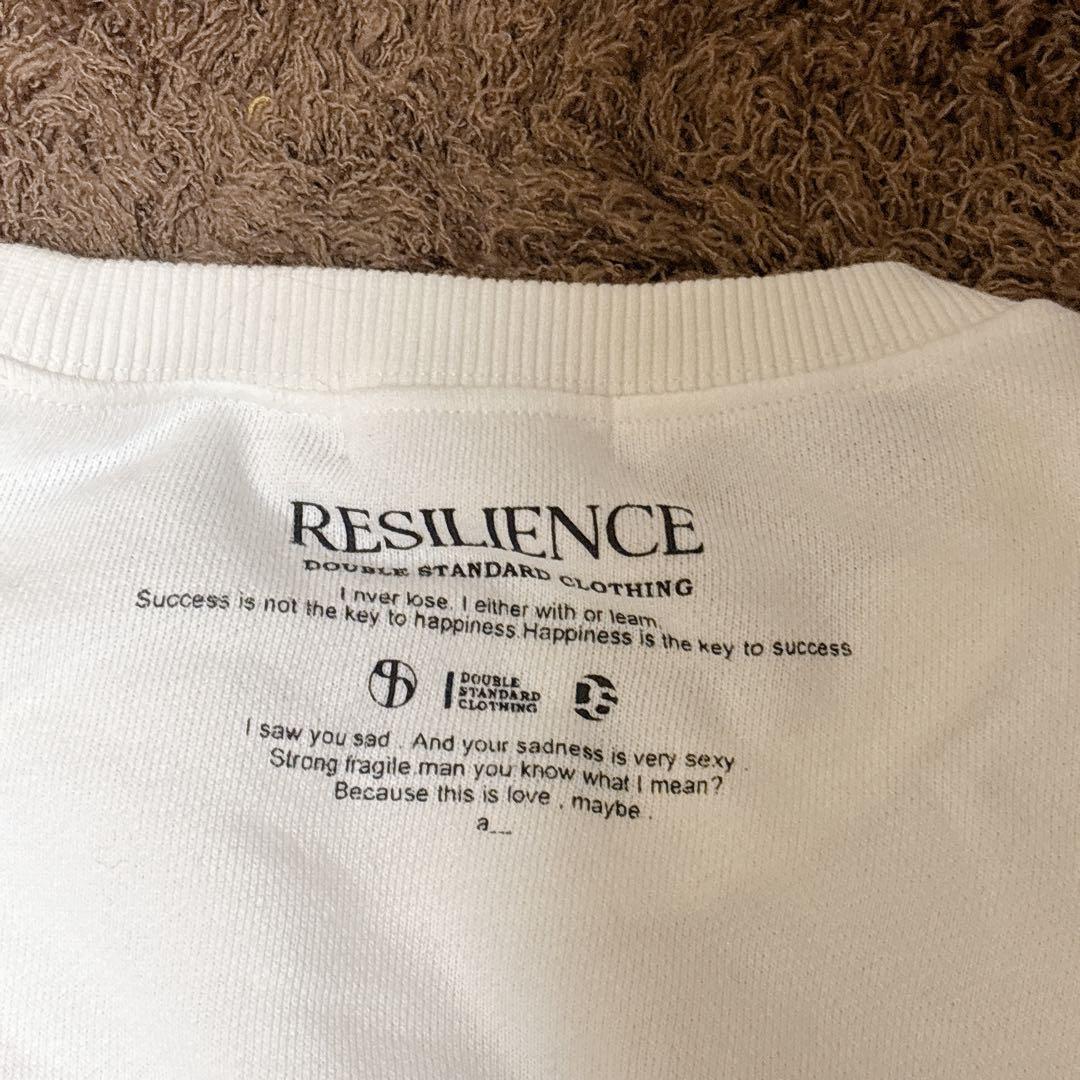 RESILIENCE
DOUBLE STANDARD CLOTHING
I nver lose. I either with or learn.
Success is not the key to happiness.Happiness is the key to success
DOUBLE
STANDARD
CLOTHING
DS
I saw you sad . And your sadness is very sexy .
Strong fragile.man you know what I mean?
Because this is love , maybe .
a__